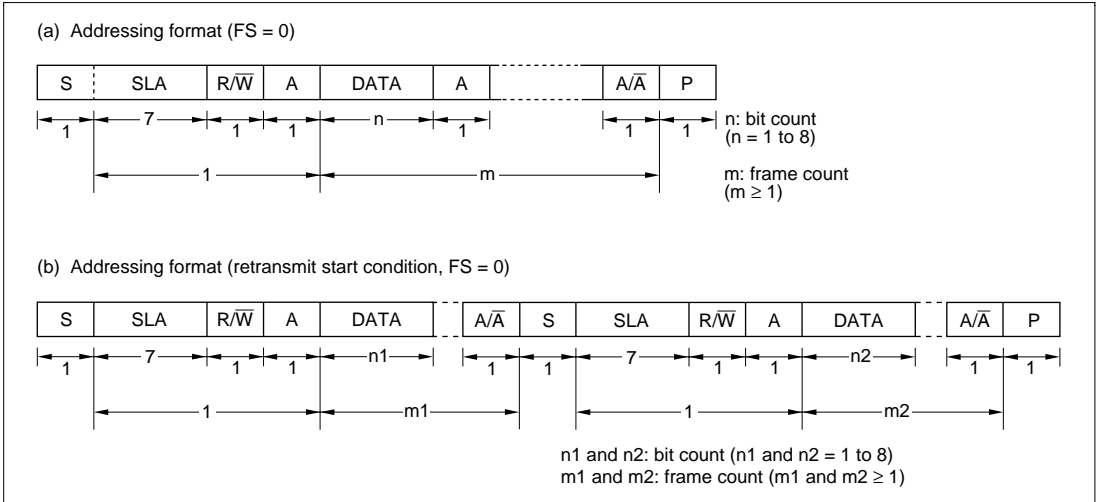 (a) Addressing format (FS = 0)
S SLA R/W̅ A DATA A A/A̅ P
1 7 1 1 n 1 1 1
n: bit count
(n = 1 to 8)
1 m
m: frame count
(m ≥ 1)
(b) Addressing format (retransmit start condition, FS = 0)
S SLA R/W̅ A DATA A/A̅ S SLA R/W̅ A DATA A/A̅ P
1 7 1 1 n1 1 1 7 1 1 n2 1 1
1 m1 1 m2
n1 and n2: bit count (n1 and n2 = 1 to 8)
m1 and m2: frame count (m1 and m2 ≥ 1)